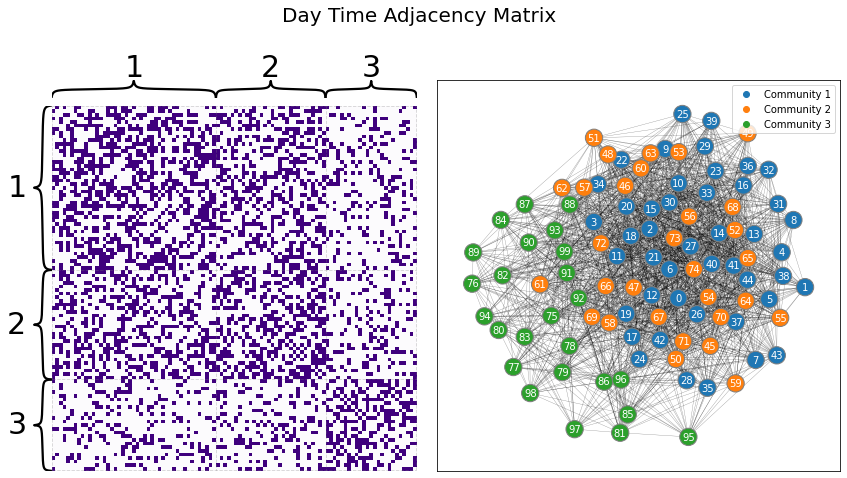 Day Time Adjacency Matrix
1 2 3
1
2
3
Community 1
Community 2
Community 3
25 39
51 29
48 22 60 63 9 53
23 36 32
62 57 34 46 10 33 16
87 88 20 15 30 68 31
84 3 2 56 8
93 18 73 14 52 13
90 72 27
89 99 11 21 65 4
82 91 6 74 40 41 38
76 61 66 47 44 1
92 12 0 54 64 5
94 75 69 58 19 67 26 70 37 55
80 83 17 42 71
78 24 50 45 7 43
77 79 86 96 28 35 59
98
85
97 81 95